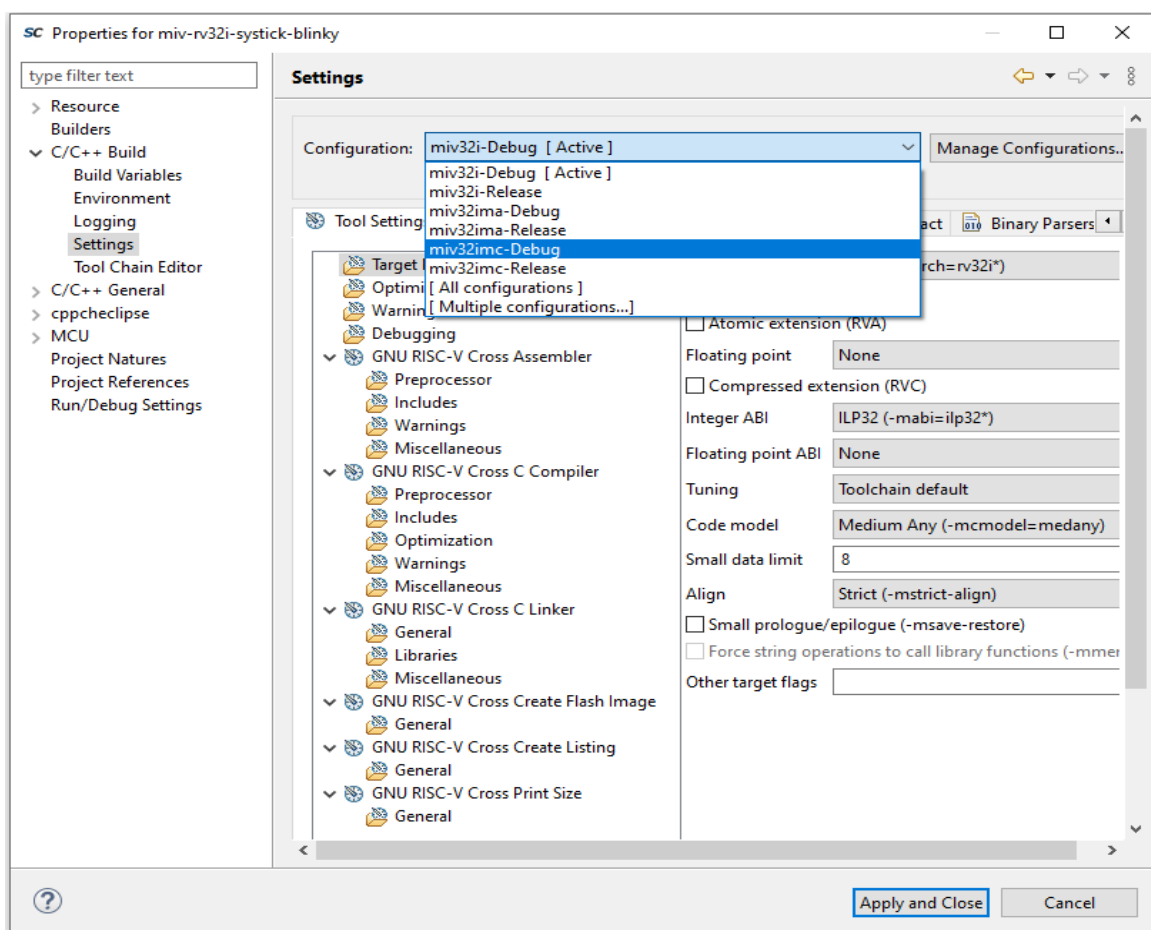 SC Properties for miv-rv32i-systick-blinky
type filter text
Resource
Builders
C/C++ Build
Build Variables
Environment
Logging
Settings
Tool Chain Editor
C/C++ General
cppcheclipse
MCU
Project Natures
Project References
Run/Debug Settings
Settings
Configuration: miv32i-Debug [ Active ] Manage Configurations..
miv32i-Debug [ Active ]
miv32i-Release
miv32ima-Debug
miv32ima-Release
miv32imc-Debug
miv32imc-Release
[ All configurations ]
[ Multiple configurations...]
Tool Setting act Binary Parsers
Target
Optimi
Warnin
Debugging
GNU RISC-V Cross Assembler
Preprocessor
Includes
Warnings
Miscellaneous
GNU RISC-V Cross C Compiler
Preprocessor
Includes
Optimization
Warnings
Miscellaneous
GNU RISC-V Cross C Linker
General
Libraries
Miscellaneous
GNU RISC-V Cross Create Flash Image
General
GNU RISC-V Cross Create Listing
General
GNU RISC-V Cross Print Size
General
rch=rv32i*)
Atomic extension (RVA)
Floating point None
Compressed extension (RVC)
Integer ABI ILP32 (-mabi=ilp32*)
Floating point ABI None
Tuning Toolchain default
Code model Medium Any (-mcmodel=medany)
Small data limit 8
Align Strict (-mstrict-align)
Small prologue/epilogue (-msave-restore)
Force string operations to call library functions (-mmer
Other target flags
? Apply and Close Cancel